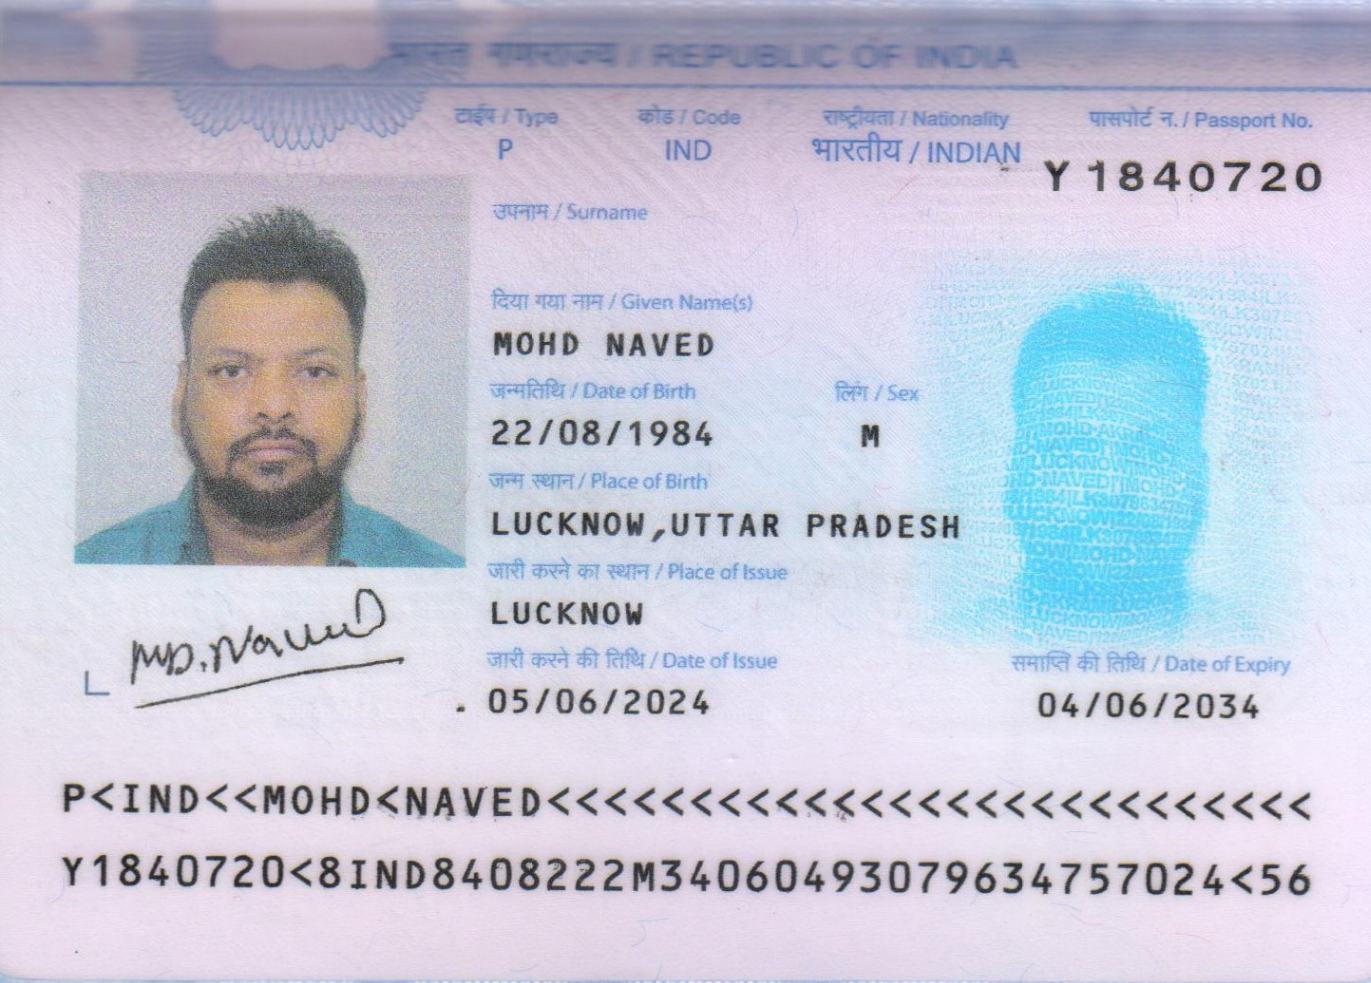 भारत गणराज्य / REPUBLIC OF INDIA
टाईप / Type कोड / Code राष्ट्रीयता / Nationality पासपोर्ट न. / Passport No.
P IND भारतीय / INDIAN Y 1840720
उपनाम / Surname
दिया गया नाम / Given Name(s)
MOHD NAVED
जन्मतिथि / Date of Birth लिंग / Sex
22/08/1984 M
जन्म स्थान / Place of Birth
LUCKNOW,UTTAR PRADESH
जारी करने का स्थान / Place of Issue
LUCKNOW
MD. Naved
जारी करने की तिथि / Date of Issue समाप्ति की तिथि / Date of Expiry
05/06/2024 04/06/2034
P<IND<<MOHD<NAVED<<<<<<<<<<<<<<<<<<<<<<<<<<<
Y1840720<8IND8408222M34060493079634757024<56